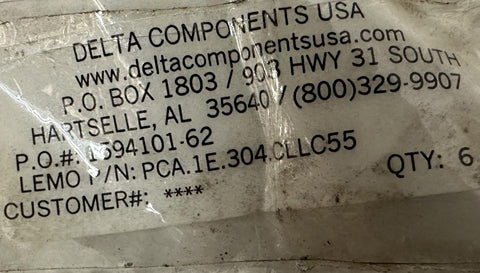 DELTA COMPONENTS USA
www.deltacomponentsusa.com
P.O. BOX 1803 / 903 HWY 31 SOUTH
HARTSELLE, AL 35640 / (800)329-9907
P.O.#: 1594101-62
LEMO P/N: PCA.1E.304.CLLC55
QTY: 6
CUSTOMER#: ****